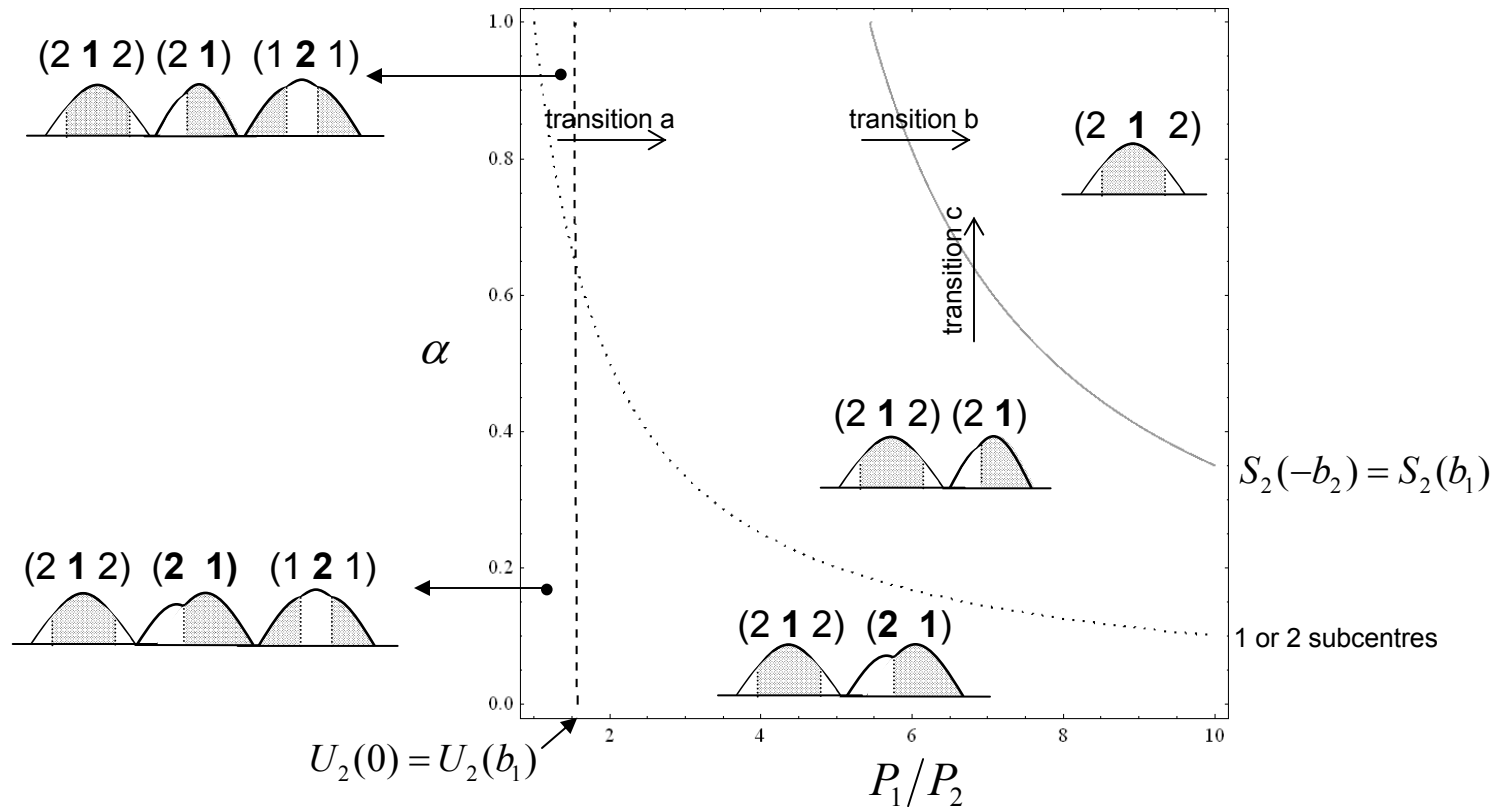 1.0
(2 1 2) (2 1) (1 2 1)
transition a
transition b
(2 1 2)
0.8
transition c
0.6
α
(2 1 2) (2 1)
0.4
S₂(−b₂) = S₂(b₁)
(2 1 2) (2 1) (1 2 1)
0.2
(2 1 2) (2 1)
1 or 2 subcentres
0.0
2 4 6 8 10
U₂(0) = U₂(b₁)
P₁/P₂